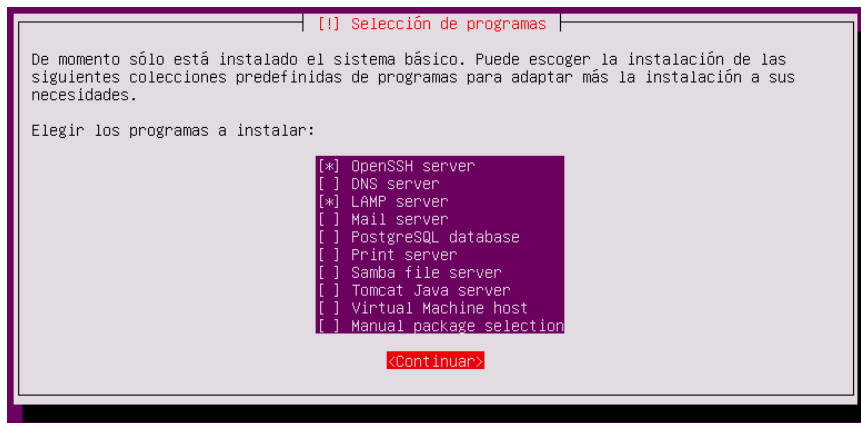 [!] Selección de programas
De momento sólo está instalado el sistema básico. Puede escoger la instalación de las
siguientes colecciones predefinidas de programas para adaptar más la instalación a sus
necesidades.
Elegir los programas a instalar:
[*] OpenSSH server
[ ] DNS server
[*] LAMP server
[ ] Mail server
[ ] PostgreSQL database
[ ] Print server
[ ] Samba file server
[ ] Tomcat Java server
[ ] Virtual Machine host
[ ] Manual package selection
<Continuar>